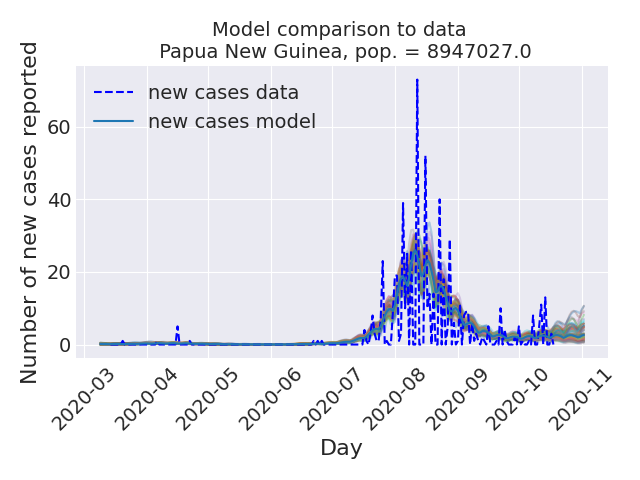 Model comparison to data
Papua New Guinea, pop. = 8947027.0
new cases data
new cases model
Number of new cases reported
60
40
20
0
2020-03
2020-04
2020-05
2020-06
2020-07
2020-08
2020-09
2020-10
2020-11
Day